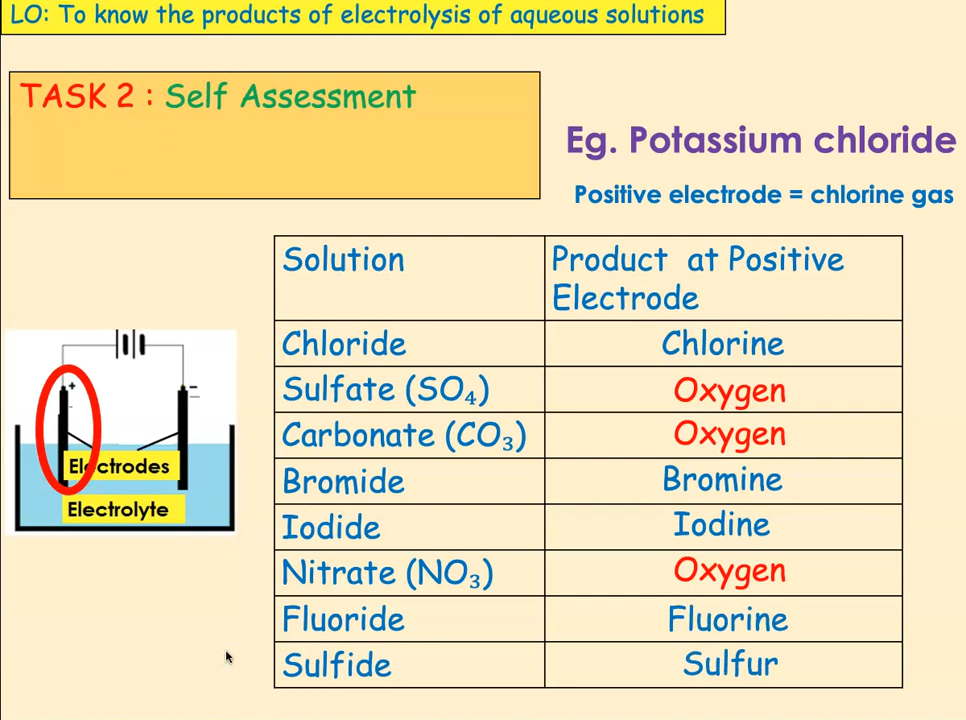 LO: To know the products of electrolysis of aqueous solutions
TASK 2 : Self Assessment
Eg. Potassium chloride
Positive electrode = chlorine gas
Solution
Product at Positive
Electrode
Chloride
Chlorine
Sulfate (SO₄)
Oxygen
Carbonate (CO₃)
Oxygen
Bromide
Bromine
Iodide
Iodine
Nitrate (NO₃)
Oxygen
Fluoride
Fluorine
Sulfide
Sulfur
+
−
Electrodes
Electrolyte